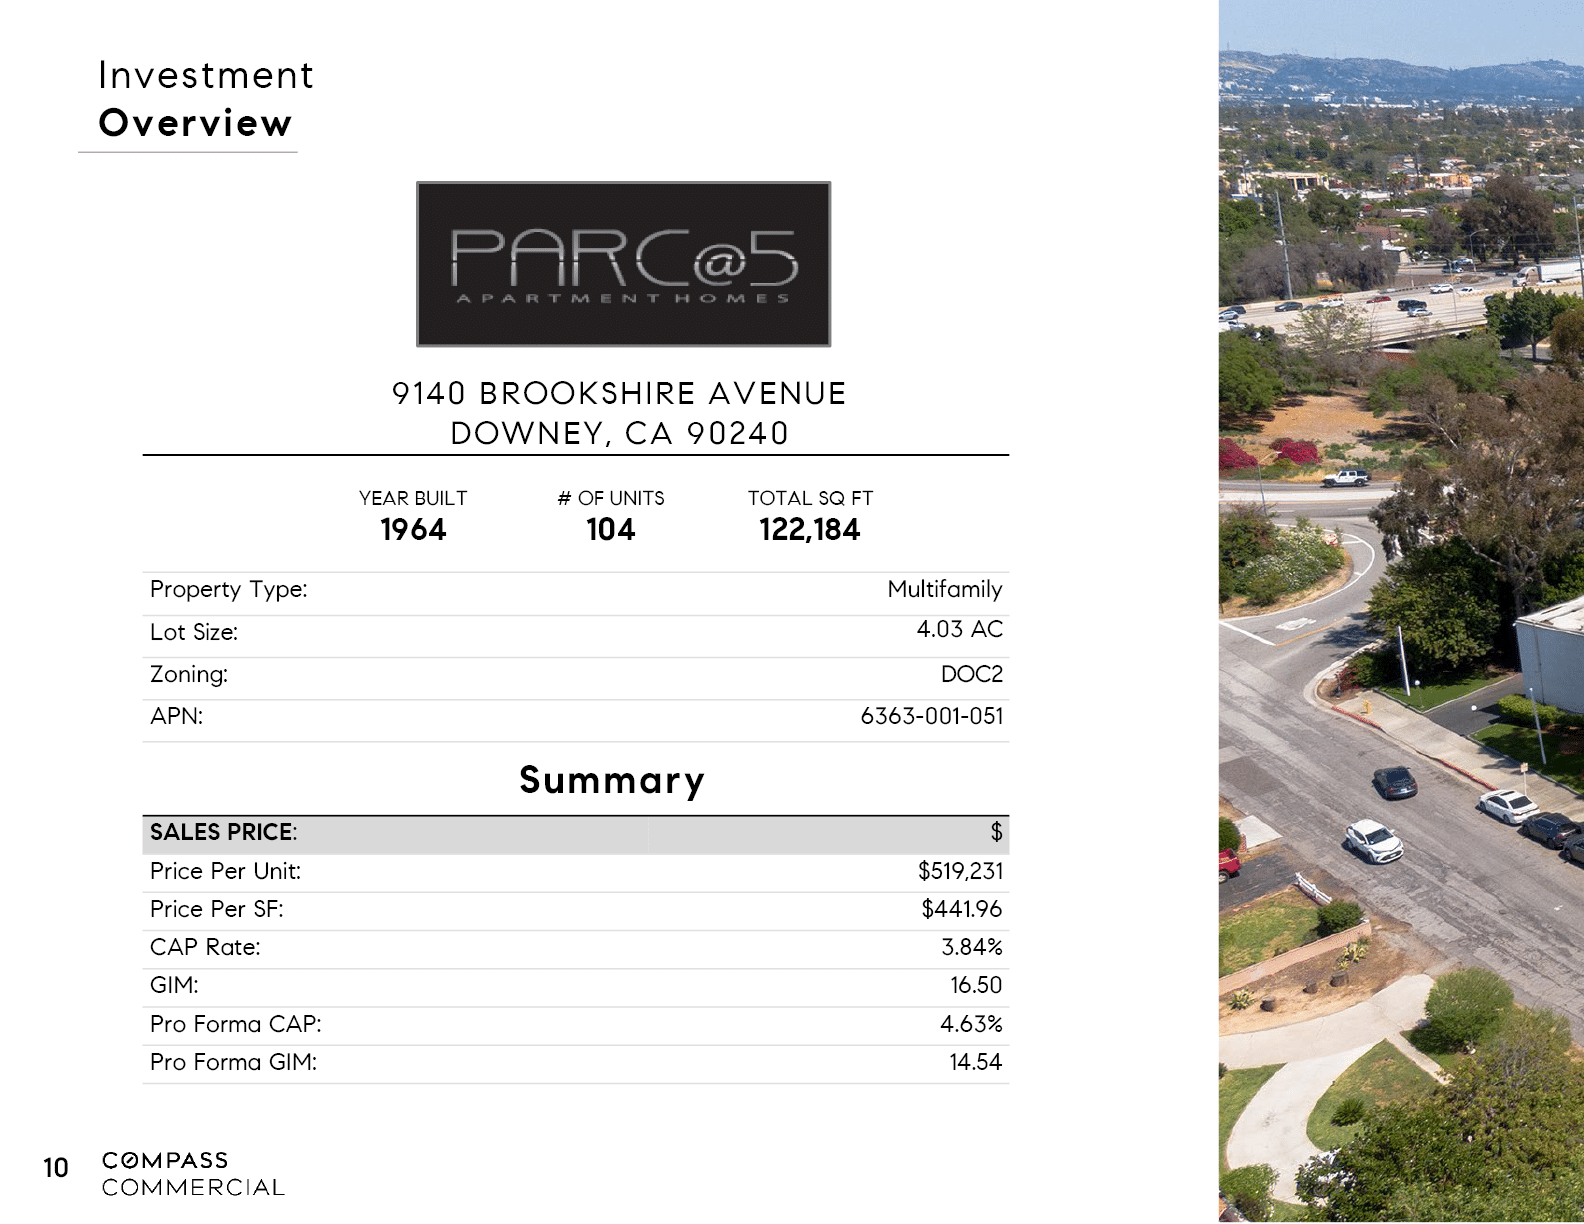 Investment
Overview
PARC@5
APARTMENT HOMES
9140 BROOKSHIRE AVENUE
DOWNEY, CA 90240
YEAR BUILT # OF UNITS TOTAL SQ FT
1964 104 122,184
Property Type: Multifamily
Lot Size: 4.03 AC
Zoning: DOC2
APN: 6363-001-051
Summary
SALES PRICE: $
Price Per Unit: $519,231
Price Per SF: $441.96
CAP Rate: 3.84%
GIM: 16.50
Pro Forma CAP: 4.63%
Pro Forma GIM: 14.54
10 COMPASS
COMMERCIAL